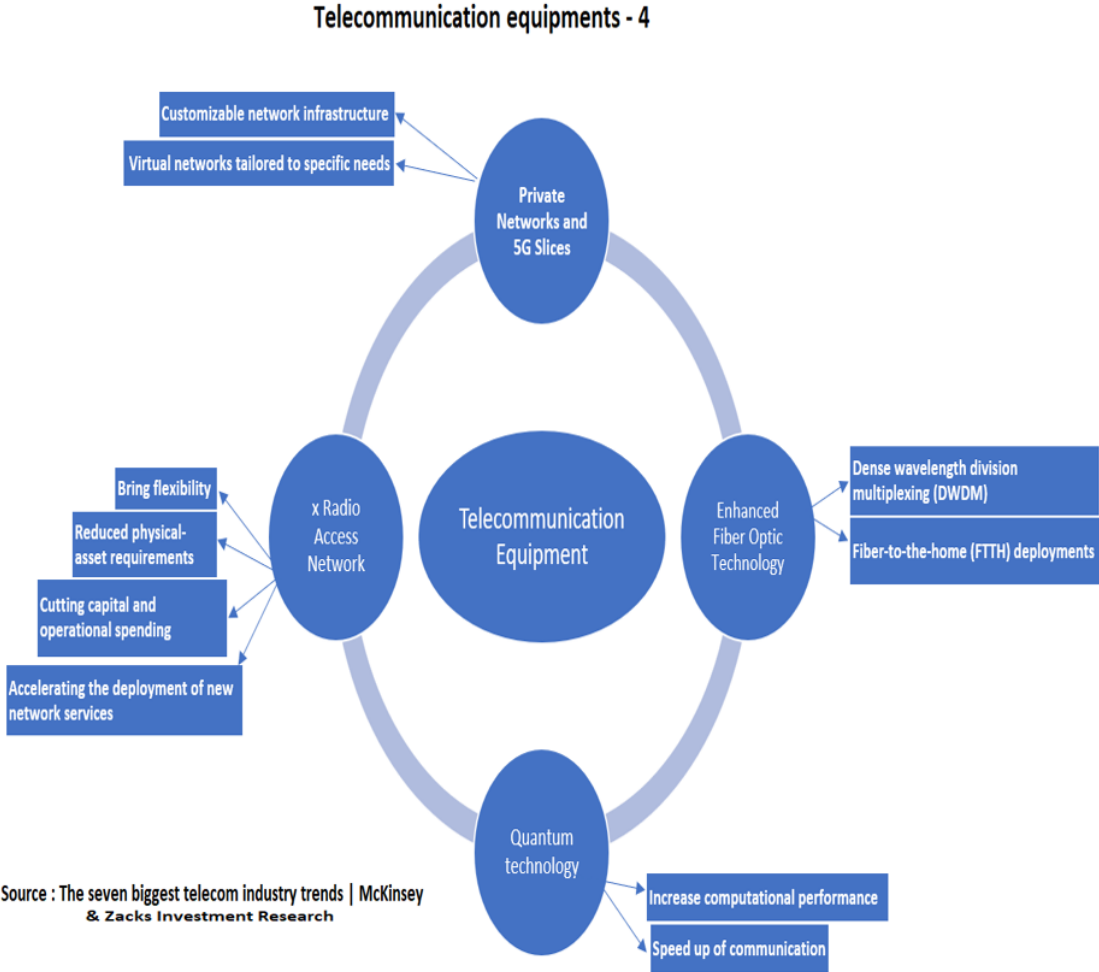 Telecommunication equipments - 4
Customizable network infrastructure
Virtual networks tailored to specific needs
Private
Networks and
5G Slices
Bring flexibility
Reduced physical-
asset requirements
Cutting capital and
operational spending
Accelerating the deployment of new
network services
x Radio
Access
Network
Telecommunication
Equipment
Enhanced
Fiber Optic
Technology
Dense wavelength division
multiplexing (DWDM)
Fiber-to-the-home (FTTH) deployments
Quantum
technology
Increase computational performance
Speed up of communication
Source : The seven biggest telecom industry trends | McKinsey
& Zacks Investment Research